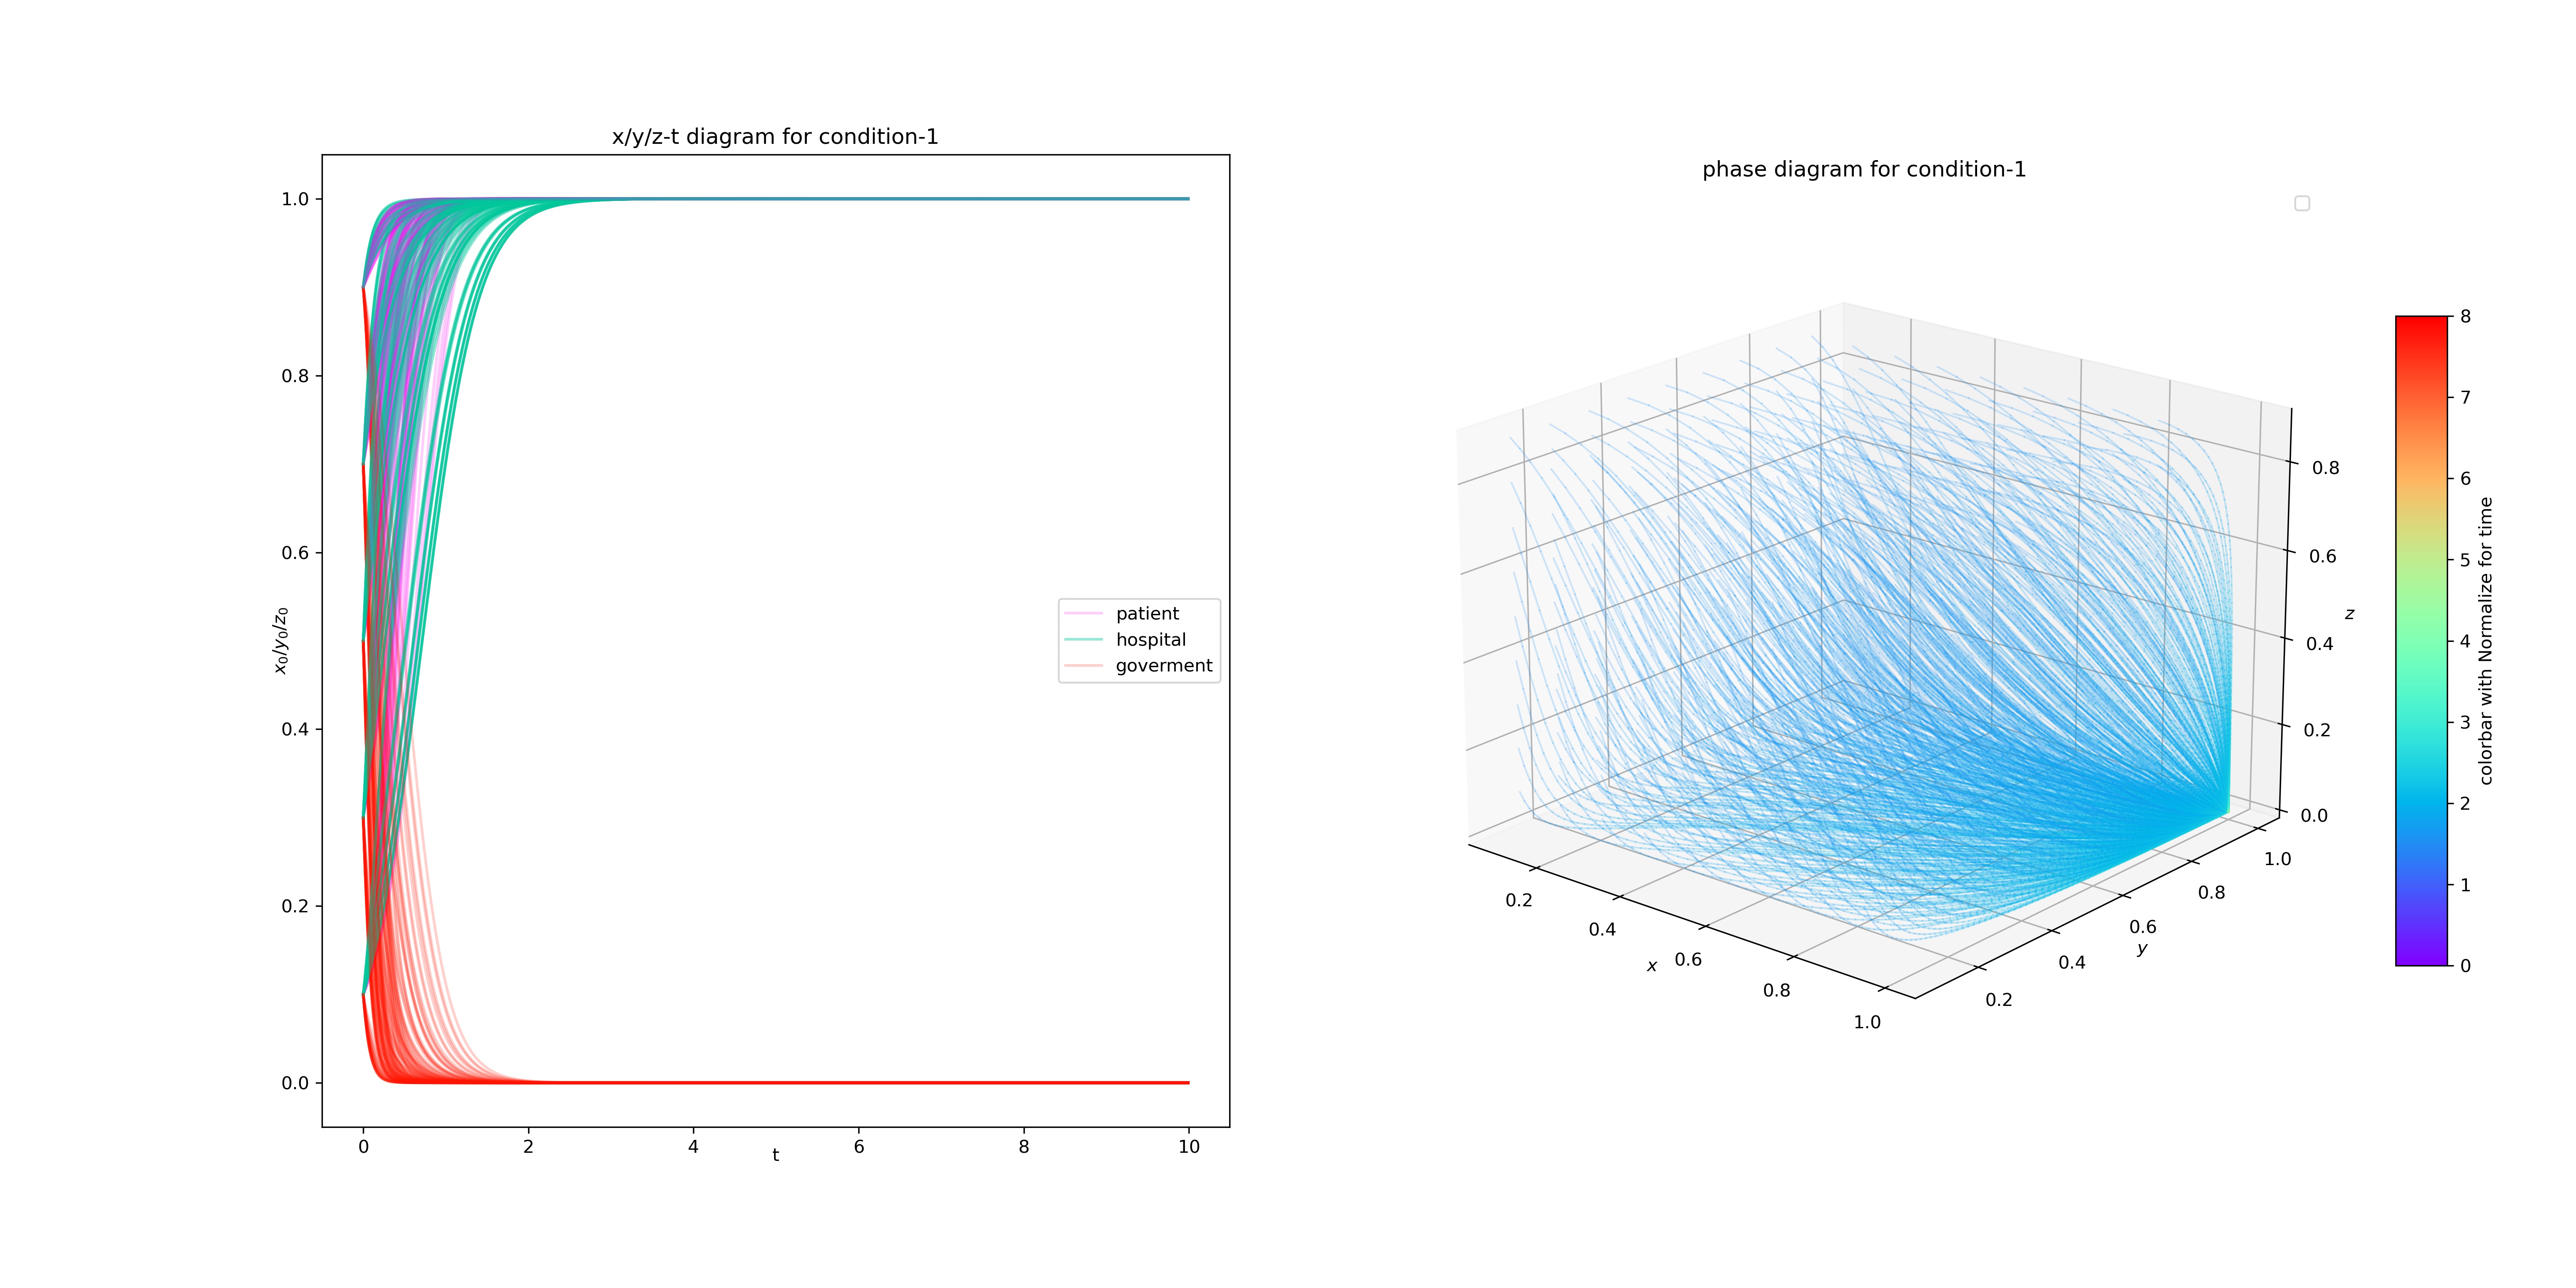 x/y/z-t diagram for condition-1
1.0
0.8
0.6
0.4
0.2
0.0
x₀/y₀/z₀
patient
hospital
goverment
0 2 4 6 8 10
t
phase diagram for condition-1
0.8
0.6
0.4
0.2
0.0
z
0.2
0.4
0.6
0.8
1.0
x
0.2
0.4
0.6
0.8
1.0
y
8
7
6
5
4
3
2
1
0
colorbar with Normalize for time